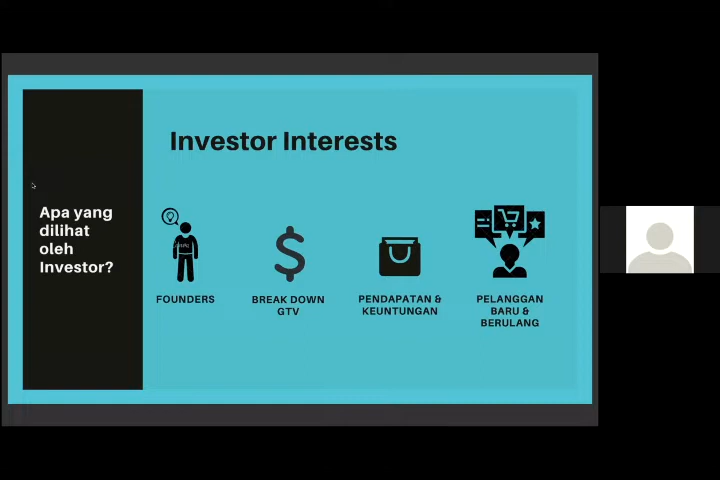 Investor Interests
Apa yang
dilihat
oleh
Investor?
FOUNDERS
BREAK DOWN
GTV
PENDAPATAN &
KEUNTUNGAN
PELANGGAN
BARU &
BERULANG